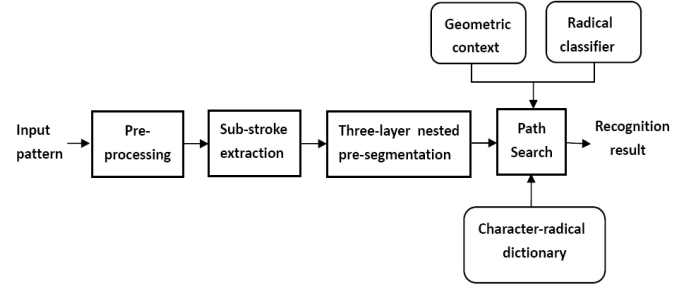 Geometric
context
Radical
classifier
Input
pattern
Pre-
processing
Sub-stroke
extraction
Three-layer nested
pre-segmentation
Path
Search
Recognition
result
Character-radical
dictionary